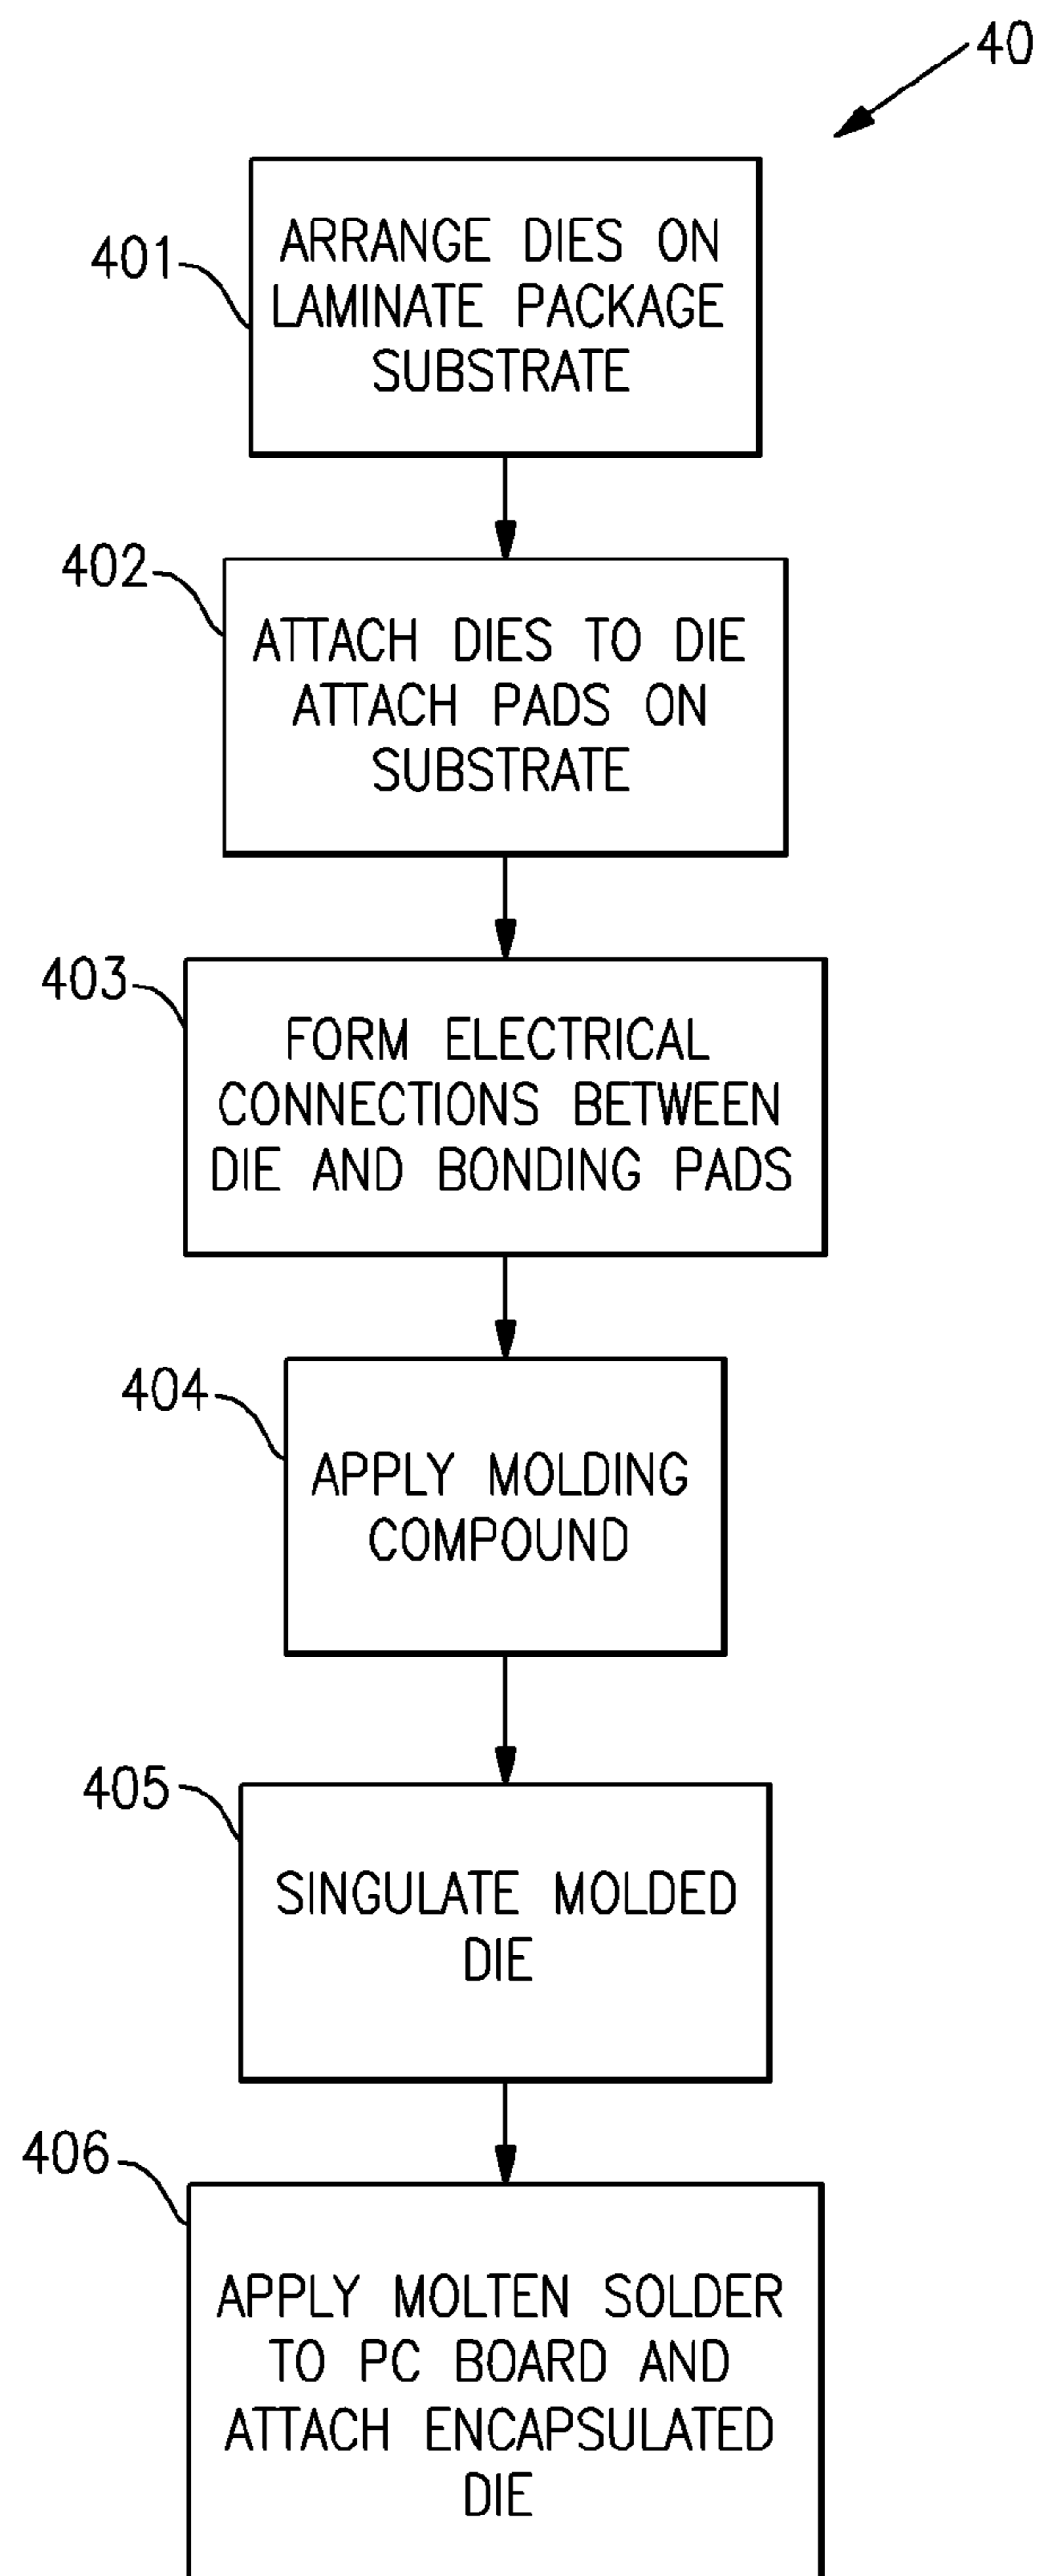 40
401
ARRANGE DIES ON
LAMINATE PACKAGE
SUBSTRATE
402
ATTACH DIES TO DIE
ATTACH PADS ON
SUBSTRATE
403
FORM ELECTRICAL
CONNECTIONS BETWEEN
DIE AND BONDING PADS
404
APPLY MOLDING
COMPOUND
405
SINGULATE MOLDED
DIE
406
APPLY MOLTEN SOLDER
TO PC BOARD AND
ATTACH ENCAPSULATED
DIE